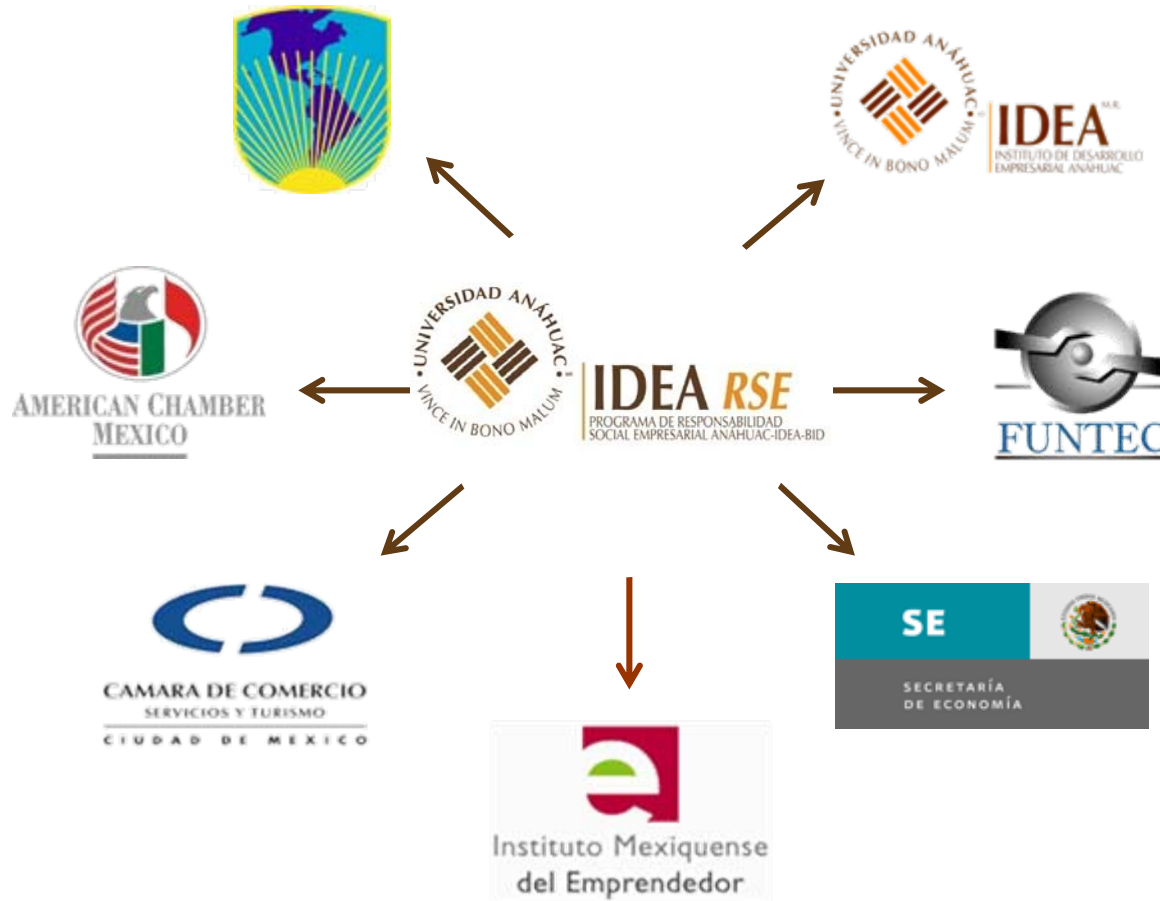 UNIVERSIDAD ANÁHUAC
VINCE IN BONO MALUM
IDEA M.R.
INSTITUTO DE DESARROLLO
EMPRESARIAL ANÁHUAC
AMERICAN CHAMBER
MEXICO
UNIVERSIDAD ANÁHUAC
VINCE IN BONO MALUM
IDEA RSE
PROGRAMA DE RESPONSABILIDAD
SOCIAL EMPRESARIAL ANÁHUAC-IDEA-BID
FUNTEC
CAMARA DE COMERCIO
SERVICIOS Y TURISMO
CIUDAD DE MEXICO
SE
SECRETARÍA
DE ECONOMÍA
Instituto Mexiquense
del Emprendedor